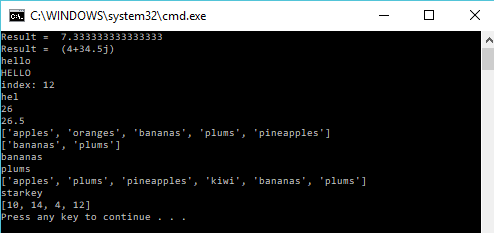 C:\WINDOWS\system32\cmd.exe
Result =  7.333333333333333
Result =  (4+34.5j)
hello
HELLO
index: 12
hel
26
26.5
['apples', 'oranges', 'bananas', 'plums', 'pineapples']
['bananas', 'plums']
bananas
plums
['apples', 'plums', 'pineapples', 'kiwi', 'bananas', 'plums']
starkey
[10, 14, 4, 12]
Press any key to continue . . .